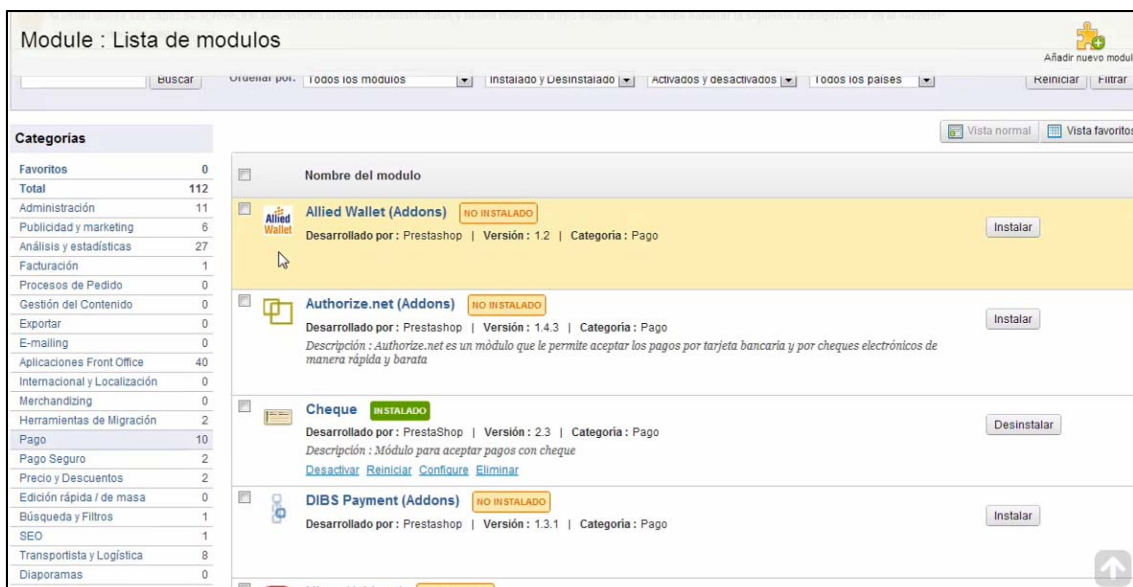 Module : Lista de modulos
Añadir nuevo modul
Buscar
Ordenar por: Todos los modulos Instalado y Desinstalado Activados y desactivados Todos los países Reiniciar Filtrar
Vista normal Vista favoritos
Categorias
Favoritos 0
Total 112
Administración 11
Publicidad y marketing 6
Análisis y estadísticas 27
Facturación 1
Procesos de Pedido 0
Gestión del Contenido 0
Exportar 0
E-mailing 0
Aplicaciones Front Office 40
Internacional y Localización 0
Merchandizing 0
Herramientas de Migración 2
Pago 10
Pago Seguro 2
Precio y Descuentos 2
Edición rápida / de masa 0
Búsqueda y Filtros 1
SEO 1
Transportista y Logística 8
Diaporamas 0
Nombre del modulo
Allied Wallet
Allied Wallet (Addons) NO INSTALADO
Desarrollado por : Prestashop | Versión : 1.2 | Categoria : Pago
Instalar
Authorize.net (Addons) NO INSTALADO
Desarrollado por : Prestashop | Versión : 1.4.3 | Categoria : Pago
Descripción : Authorize.net es un mòdulo que le permite aceptar los pagos por tarjeta bancaria y por cheques electrónicos de
manera rápida y barata
Instalar
Cheque INSTALADO
Desarrollado por : PrestaShop | Versión : 2.3 | Categoria : Pago
Descripción : Módulo para aceptar pagos con cheque
Desactivar Reiniciar Configure Eliminar
Desinstalar
DIBS Payment (Addons) NO INSTALADO
Desarrollado por : Prestashop | Versión : 1.3.1 | Categoria : Pago
Instalar